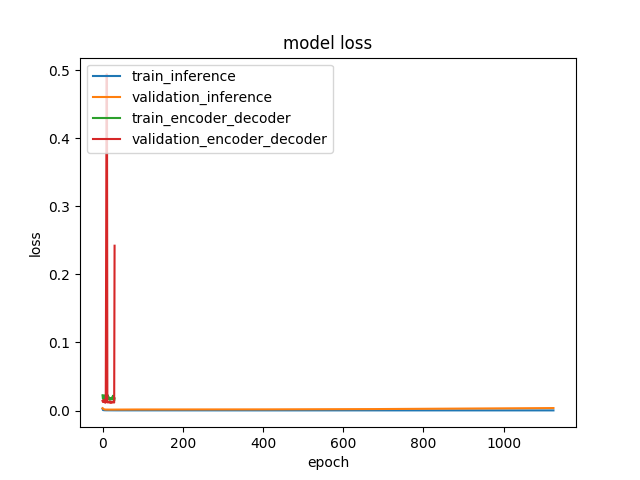 model loss
train_inference
validation_inference
train_encoder_decoder
validation_encoder_decoder
0.5
0.4
0.3
0.2
0.1
0.0
loss
0 200 400 600 800 1000
epoch